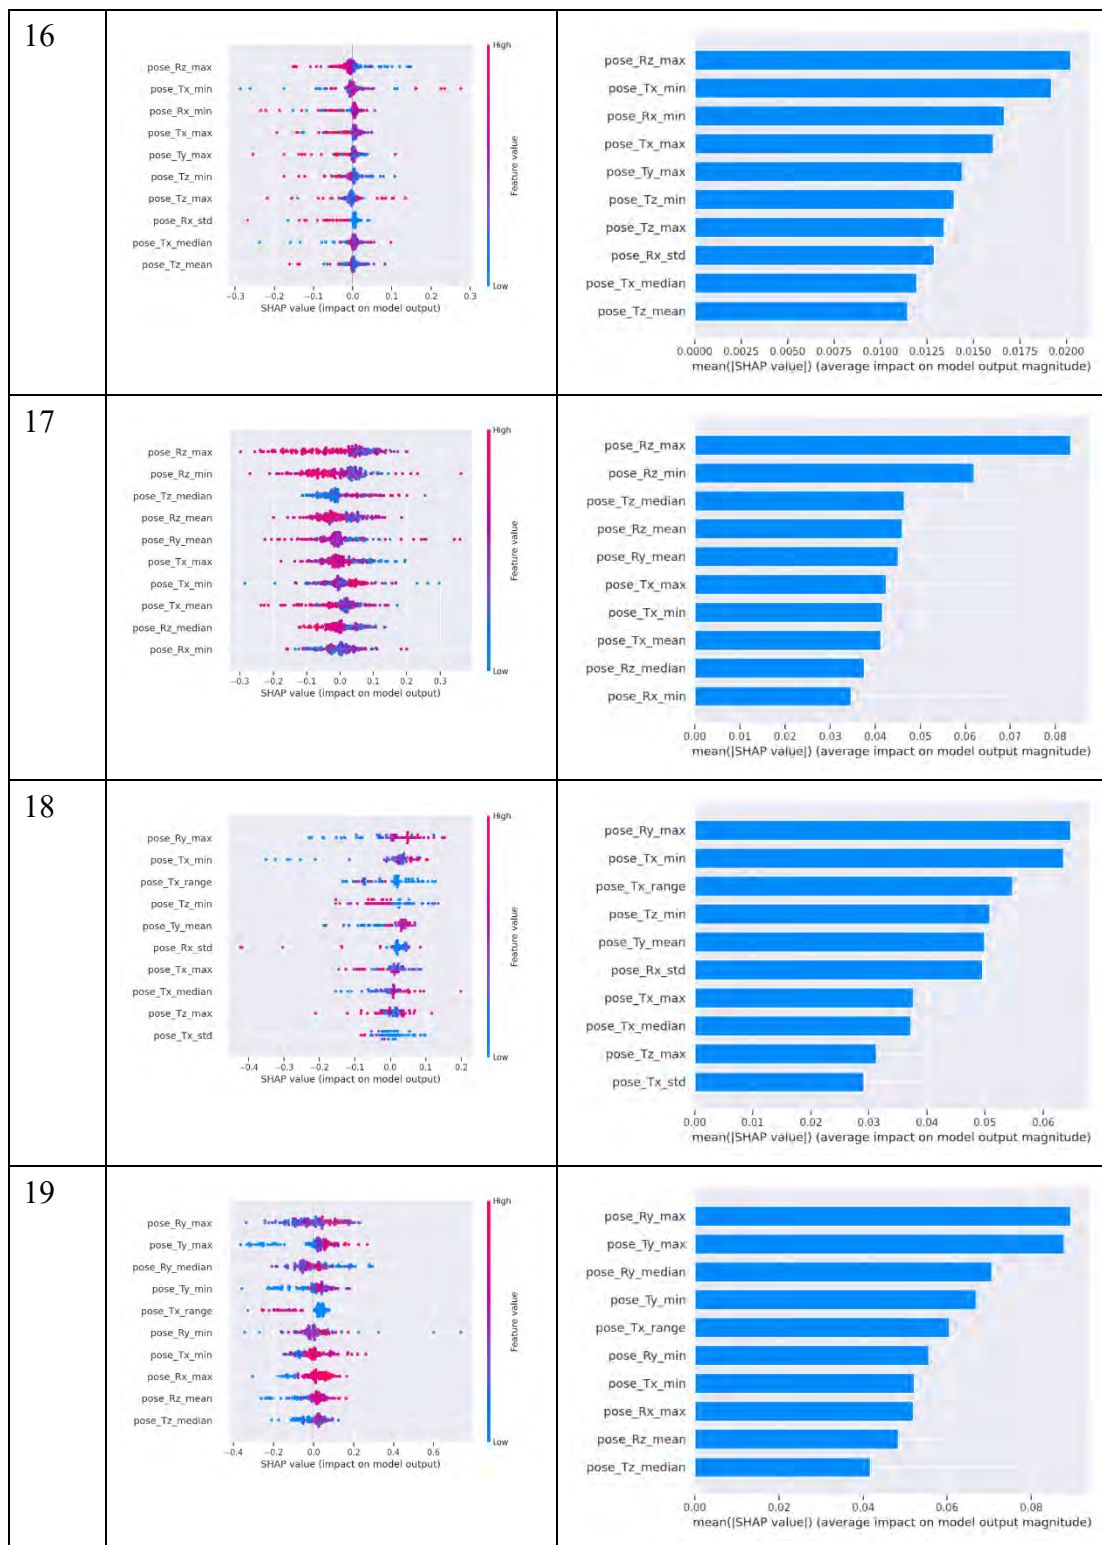 16
High
pose_Rz_max
pose_Tx_min
pose_Rx_min
pose_Tx_max
pose_Ty_max
pose_Tz_min
pose_Tz_max
pose_Rx_std
pose_Tx_median
pose_Tz_mean
Feature value
Low
−0.3 −0.2 −0.1 0.0 0.1 0.2 0.3
SHAP value (impact on model output)
pose_Rz_max
pose_Tx_min
pose_Rx_min
pose_Tx_max
pose_Ty_max
pose_Tz_min
pose_Tz_max
pose_Rx_std
pose_Tx_median
pose_Tz_mean
0.0000 0.0025 0.0050 0.0075 0.0100 0.0125 0.0150 0.0175 0.0200
mean(|SHAP value|) (average impact on model output magnitude)
17
High
pose_Rz_max
pose_Rz_min
pose_Tz_median
pose_Rz_mean
pose_Ry_mean
pose_Tx_max
pose_Tx_min
pose_Tx_mean
pose_Rz_median
pose_Rx_min
Feature value
Low
−0.3 −0.2 −0.1 0.0 0.1 0.2 0.3
SHAP value (impact on model output)
pose_Rz_max
pose_Rz_min
pose_Tz_median
pose_Rz_mean
pose_Ry_mean
pose_Tx_max
pose_Tx_min
pose_Tx_mean
pose_Rz_median
pose_Rx_min
0.00 0.01 0.02 0.03 0.04 0.05 0.06 0.07 0.08
mean(|SHAP value|) (average impact on model output magnitude)
18
High
pose_Ry_max
pose_Tx_min
pose_Tx_range
pose_Tz_min
pose_Ty_mean
pose_Rx_std
pose_Tx_max
pose_Tx_median
pose_Tz_max
pose_Tx_std
Feature value
Low
−0.4 −0.3 −0.2 −0.1 0.0 0.1 0.2
SHAP value (impact on model output)
pose_Ry_max
pose_Tx_min
pose_Tx_range
pose_Tz_min
pose_Ty_mean
pose_Rx_std
pose_Tx_max
pose_Tx_median
pose_Tz_max
pose_Tx_std
0.00 0.01 0.02 0.03 0.04 0.05 0.06
mean(|SHAP value|) (average impact on model output magnitude)
19
High
pose_Ry_max
pose_Ty_max
pose_Ry_median
pose_Ty_min
pose_Tx_range
pose_Ry_min
pose_Tx_min
pose_Rx_max
pose_Rz_mean
pose_Tz_median
Feature value
Low
−0.4 −0.2 0.0 0.2 0.4 0.6
SHAP value (impact on model output)
pose_Ry_max
pose_Ty_max
pose_Ry_median
pose_Ty_min
pose_Tx_range
pose_Ry_min
pose_Tx_min
pose_Rx_max
pose_Rz_mean
pose_Tz_median
0.00 0.02 0.04 0.06 0.08
mean(|SHAP value|) (average impact on model output magnitude)